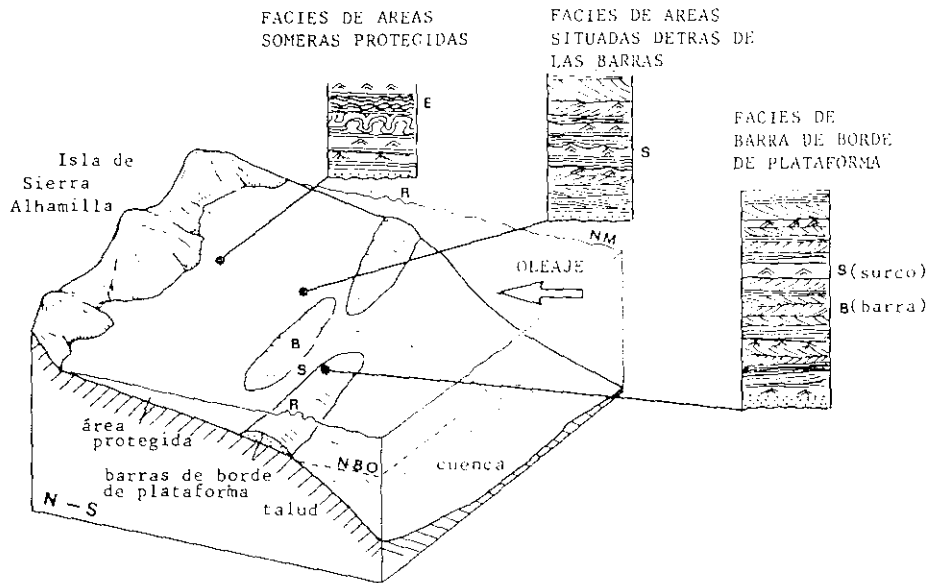 FACIES DE AREAS
SOMERAS PROTEGIDAS
FACIES DE AREAS
SITUADAS DETRAS DE
LAS BARRAS
FACIES DE
BARRA DE BORDE
DE PLATAFORMA
E
S
S(surco)
B(barra)
Isla de
Sierra
Alhamilla
R
NM
OLEAJE
B
S
R
área
protegida
barras de borde
de plataforma
talud
NBO
cuenca
N-S